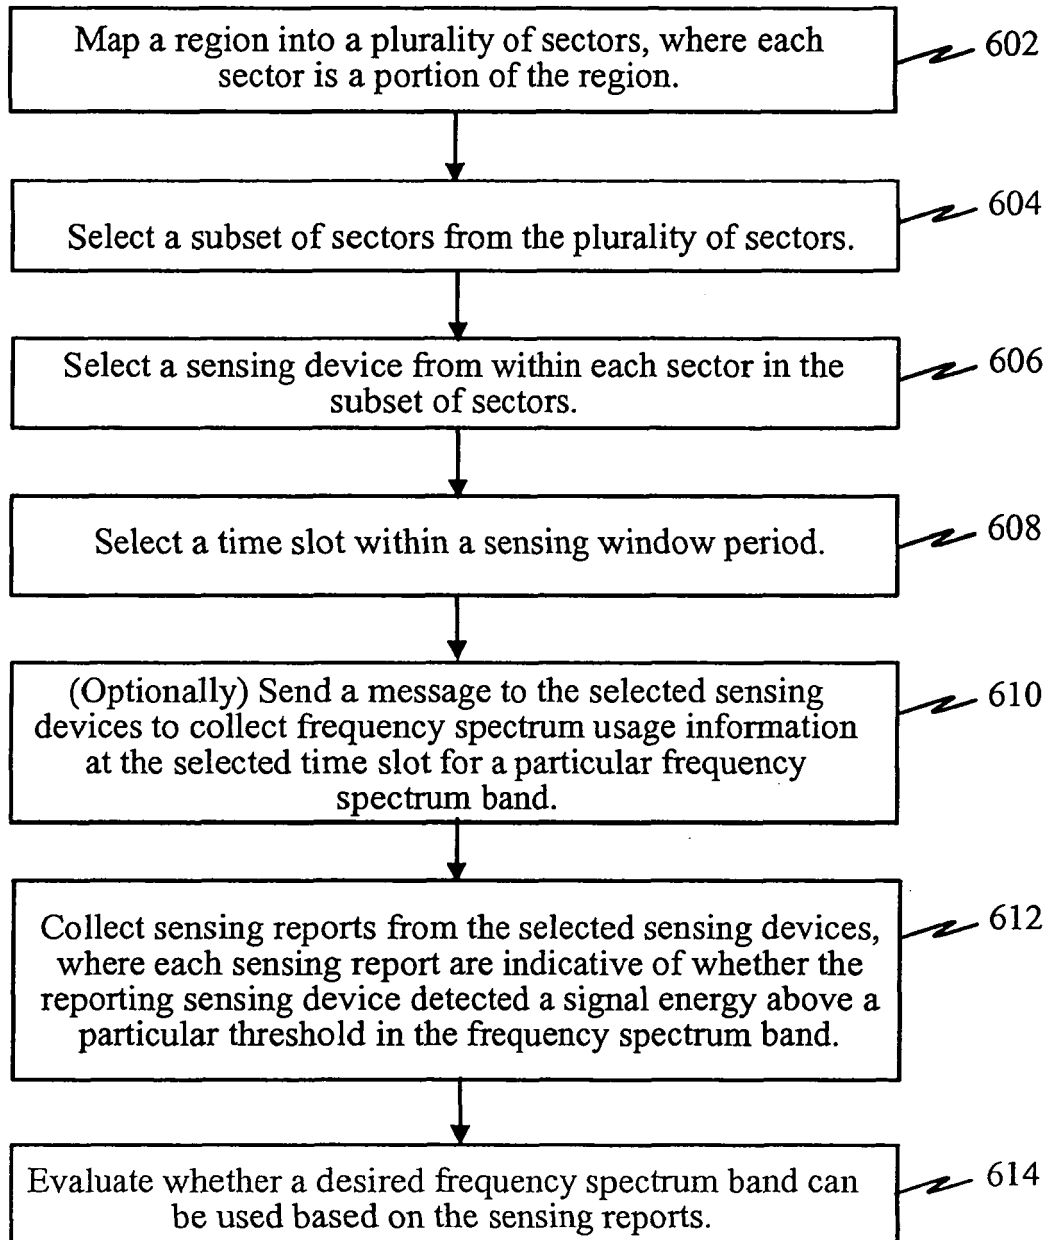 Map a region into a plurality of sectors, where each
sector is a portion of the region.
602
Select a subset of sectors from the plurality of sectors.
604
Select a sensing device from within each sector in the
subset of sectors.
606
Select a time slot within a sensing window period.
608
(Optionally) Send a message to the selected sensing
devices to collect frequency spectrum usage information
at the selected time slot for a particular frequency
spectrum band.
610
Collect sensing reports from the selected sensing devices,
where each sensing report are indicative of whether the
reporting sensing device detected a signal energy above a
particular threshold in the frequency spectrum band.
612
Evaluate whether a desired frequency spectrum band can
be used based on the sensing reports.
614